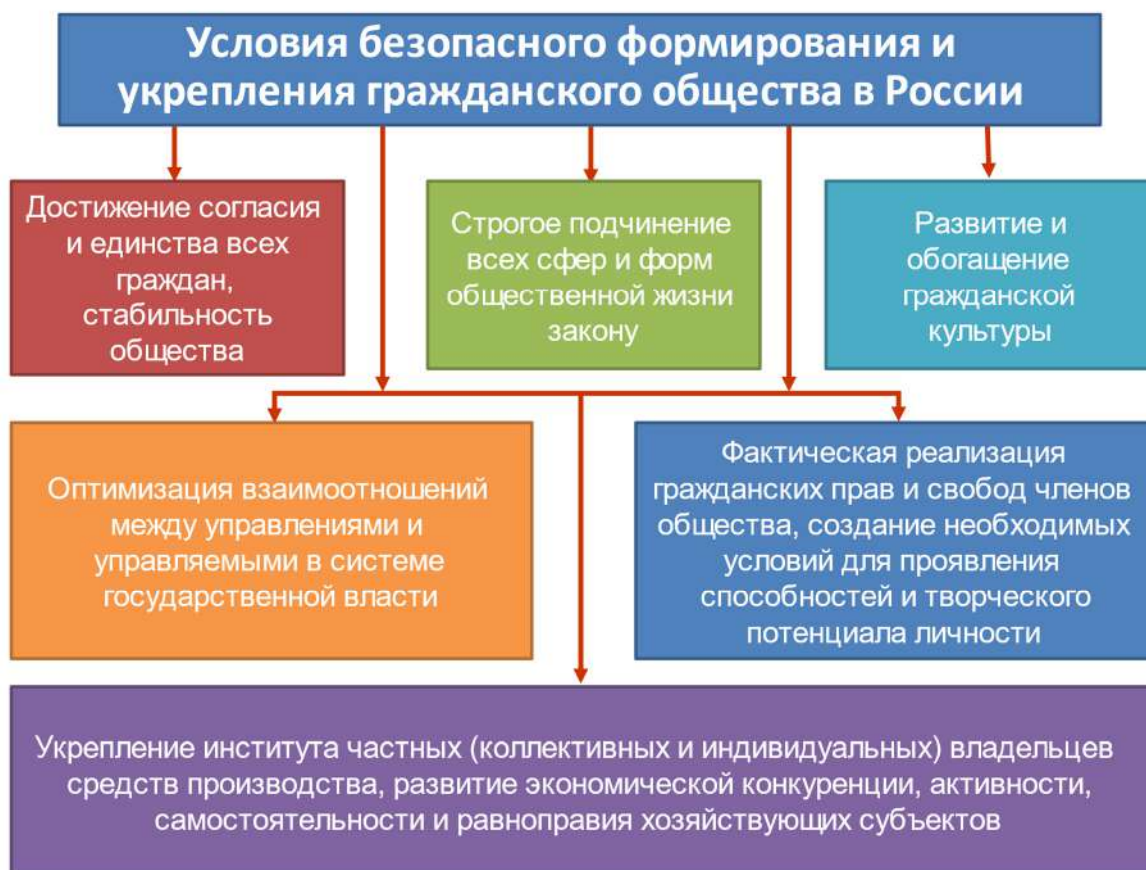 Условия безопасного формирования и
укрепления гражданского общества в России
Достижение согласия
и единства всех
граждан,
стабильность
общества
Строгое подчинение
всех сфер и форм
общественной жизни
закону
Развитие и
обогащение
гражданской
культуры
Оптимизация взаимоотношений
между управлениями и
управляемыми в системе
государственной власти
Фактическая реализация
гражданских прав и свобод членов
общества, создание необходимых
условий для проявления
способностей и творческого
потенциала личности
Укрепление института частных (коллективных и индивидуальных) владельцев
средств производства, развитие экономической конкуренции, активности,
самостоятельности и равноправия хозяйствующих субъектов